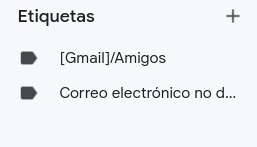 Etiquetas
[Gmail]/Amigos
Correo electrónico no d...